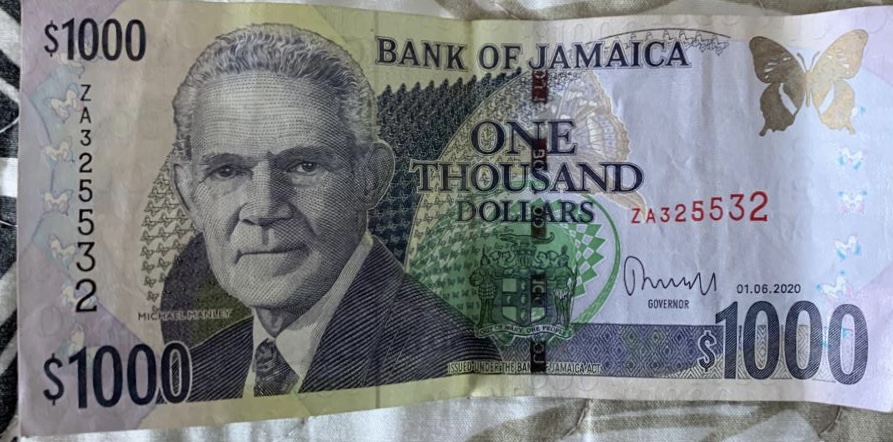 $1000
BANK OF JAMAICA
ZA325532
ONE
THOUSAND
DOLLARS
ZA325532
MICHAEL MANLEY
GOVERNOR
01.06.2020
OUT OF MANY, ONE PEOPLE
ISSUED UNDER THE BANK OF JAMAICA ACT
$1000
$1000